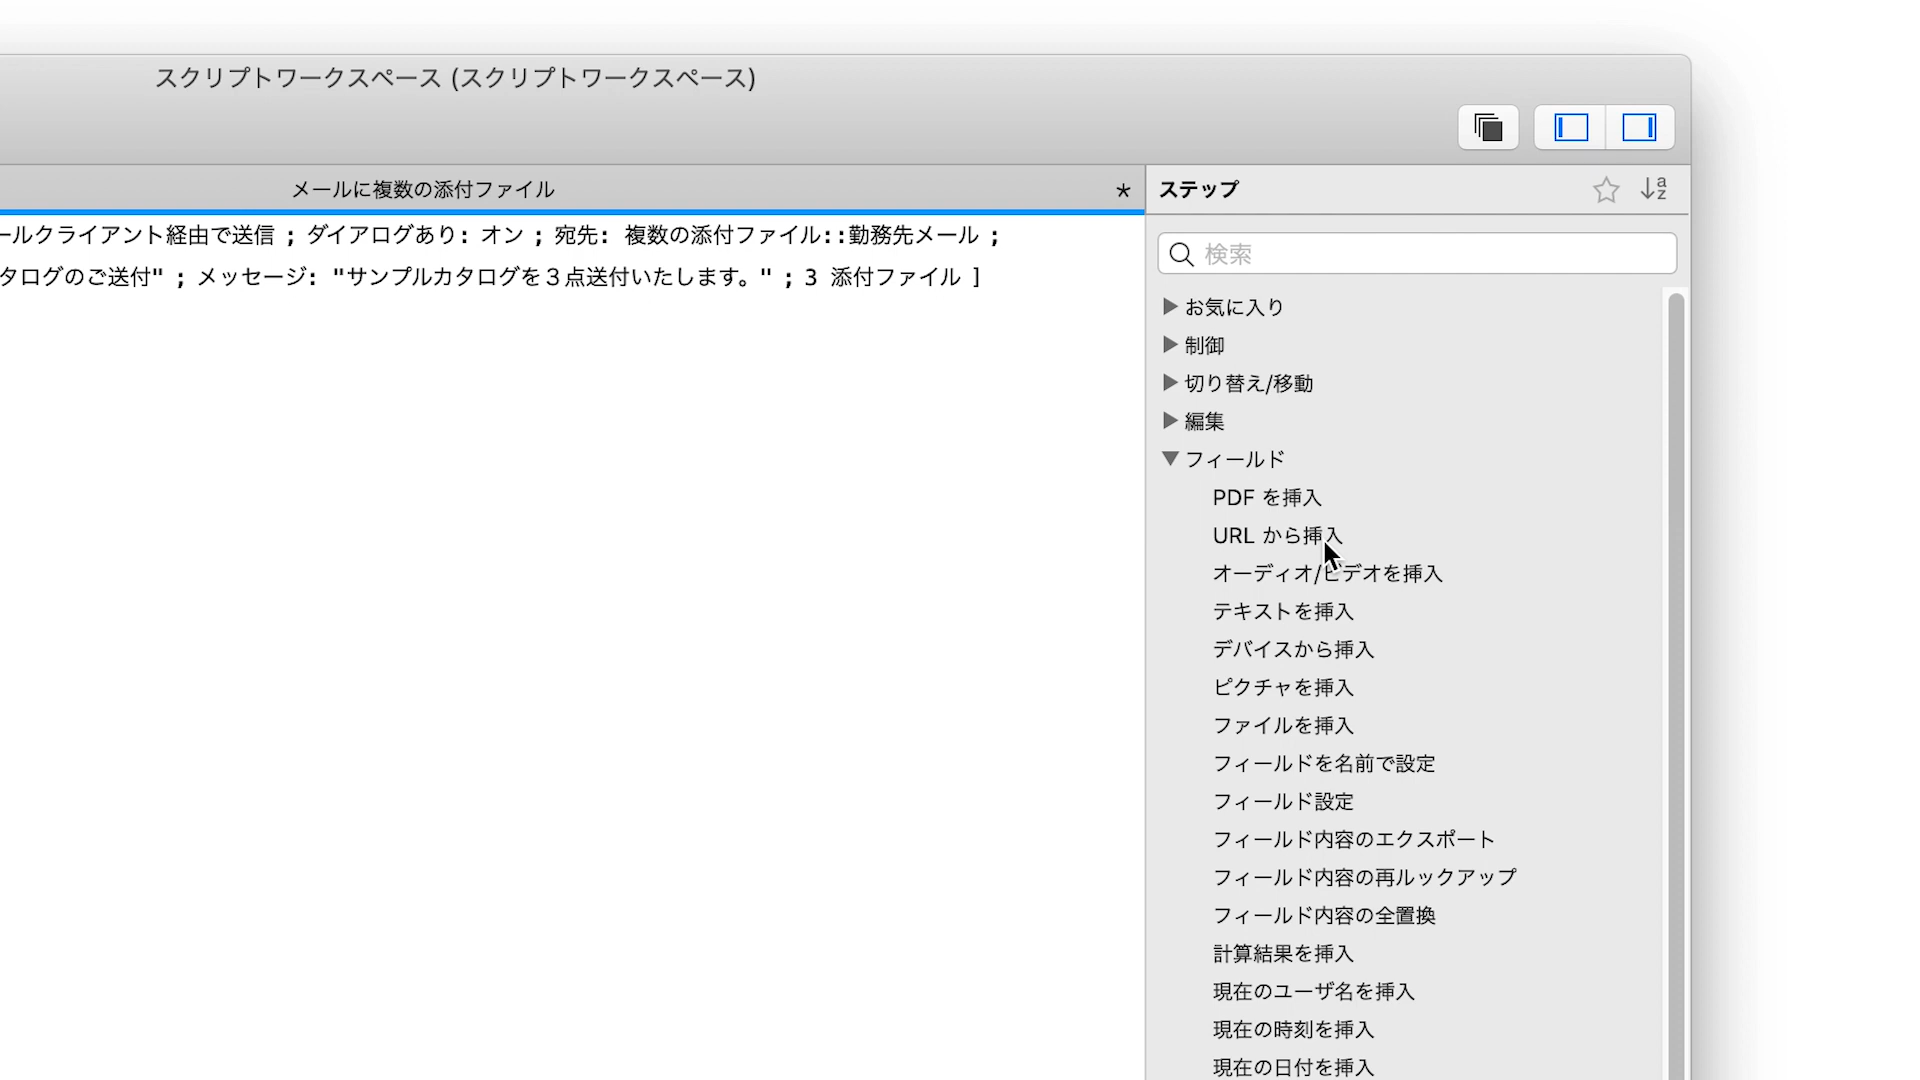 スクリプトワークスペース (スクリプトワークスペース)
メールに複数の添付ファイル *
ステップ
ールクライアント経由で送信 ; ダイアログあり: オン ; 宛先: 複数の添付ファイル::勤務先メール ;
タログのご送付" ; メッセージ: "サンプルカタログを３点送付いたします。" ; 3 添付ファイル ]
検索
お気に入り
制御
切り替え/移動
編集
フィールド
PDF を挿入
URL から挿入
オーディオ/ビデオを挿入
テキストを挿入
デバイスから挿入
ピクチャを挿入
ファイルを挿入
フィールドを名前で設定
フィールド設定
フィールド内容のエクスポート
フィールド内容の再ルックアップ
フィールド内容の全置換
計算結果を挿入
現在のユーザ名を挿入
現在の時刻を挿入
現在の日付を挿入